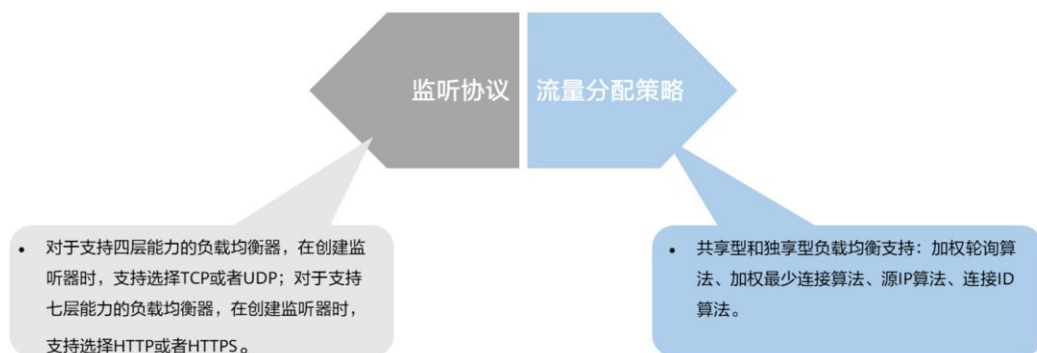 监听协议
流量分配策略
• 对于支持四层能力的负载均衡器，在创建监
听器时，支持选择TCP或者UDP；对于支持
七层能力的负载均衡器，在创建监听器时，
支持选择HTTP或者HTTPS。
• 共享型和独享型负载均衡支持：加权轮询算
法、加权最少连接算法、源IP算法、连接ID
算法。